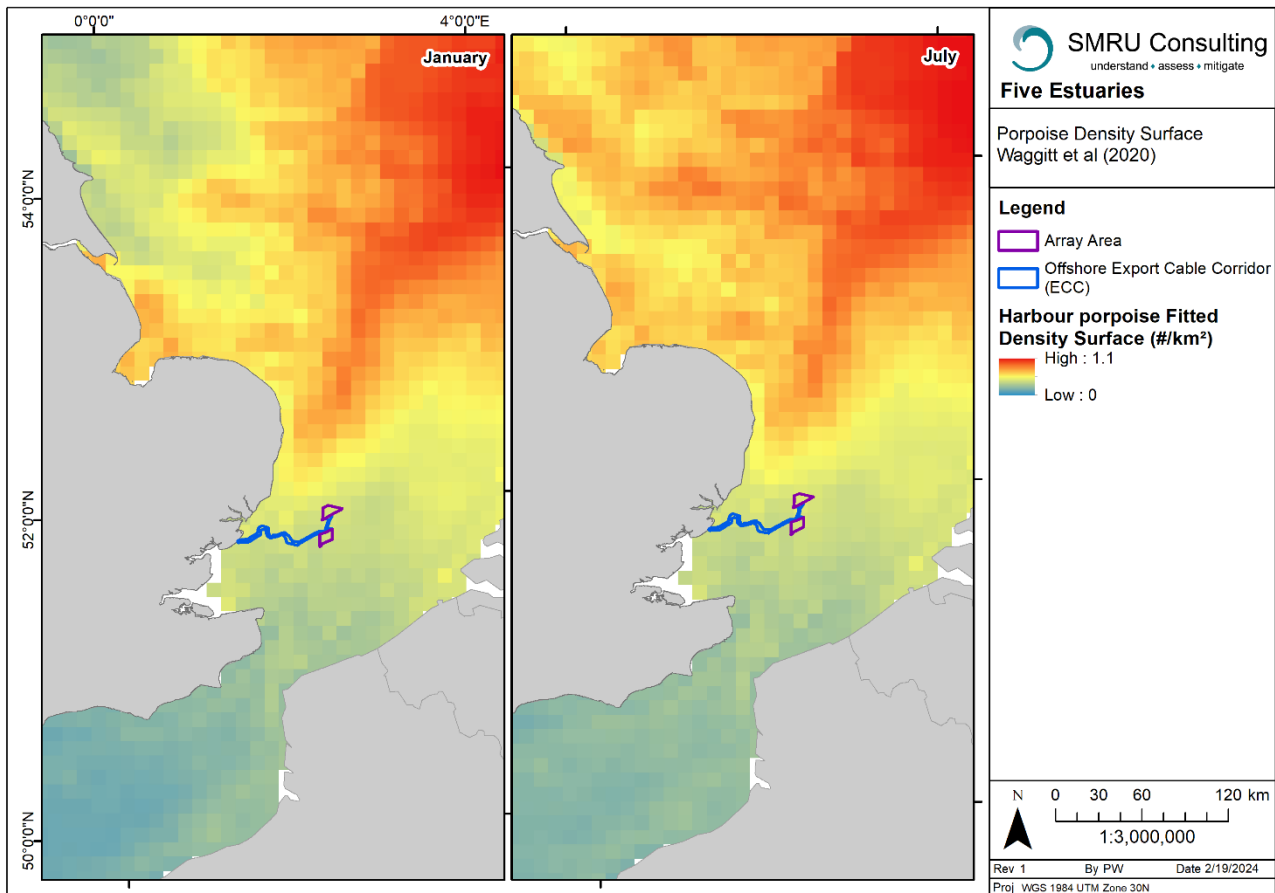 0°0'0"
4°0'0"E
January
July
54°0'0"N
52°0'0"N
50°0'0"N
SMRU Consulting
understand • assess • mitigate
Five Estuaries
Porpoise Density Surface
Waggitt et al (2020)
Legend
Array Area
Offshore Export Cable Corridor
(ECC)
Harbour porpoise Fitted
Density Surface (#/km²)
High : 1.1
Low : 0
N
0 30 60 120 km
1:3,000,000
Rev 1 By PW Date 2/19/2024
Proj WGS 1984 UTM Zone 30N